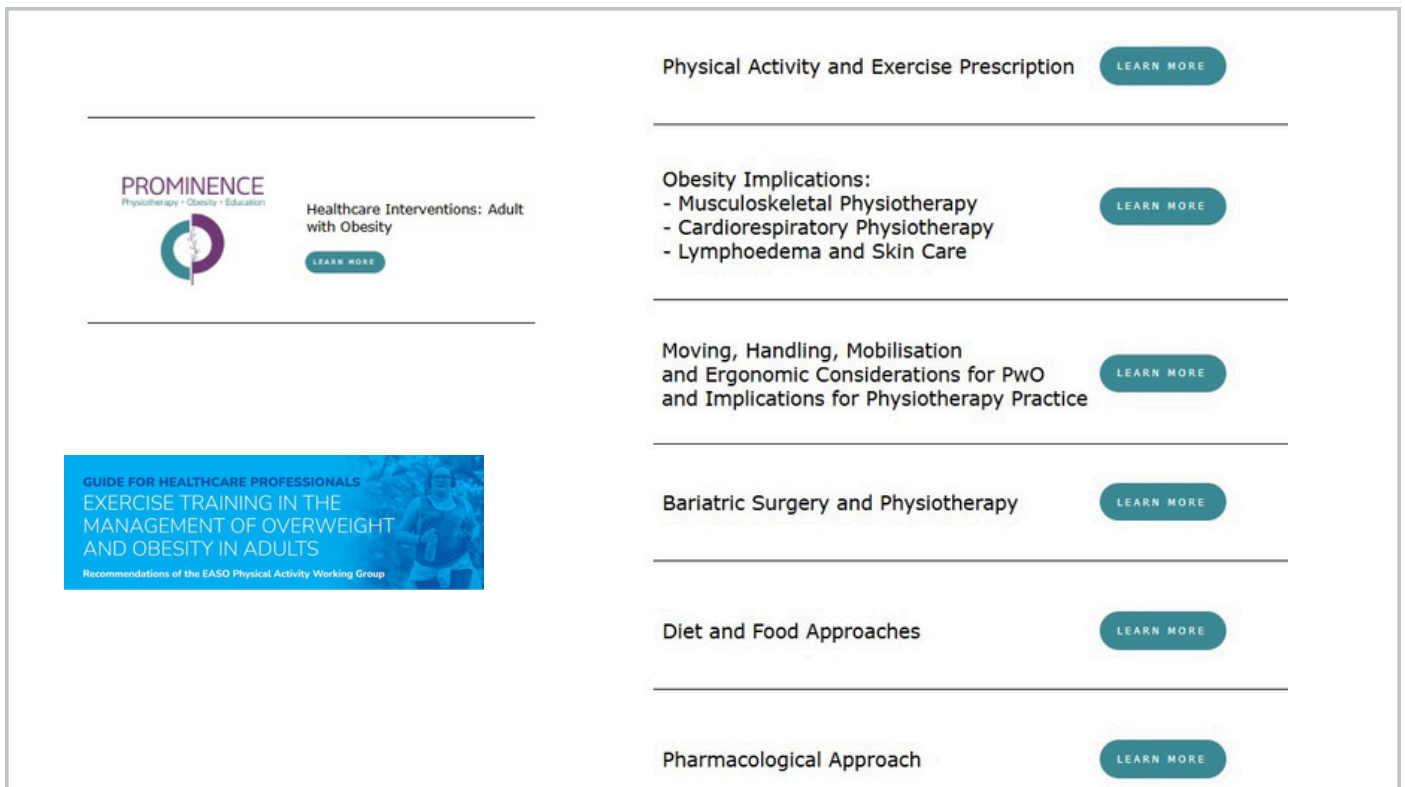 PROMINENCE
Physiotherapy • Obesity • Education
Healthcare Interventions: Adult
with Obesity
LEARN MORE
GUIDE FOR HEALTHCARE PROFESSIONALS
EXERCISE TRAINING IN THE
MANAGEMENT OF OVERWEIGHT
AND OBESITY IN ADULTS
Recommendations of the EASO Physical Activity Working Group
Physical Activity and Exercise Prescription
LEARN MORE
Obesity Implications:
- Musculoskeletal Physiotherapy
- Cardiorespiratory Physiotherapy
- Lymphoedema and Skin Care
LEARN MORE
Moving, Handling, Mobilisation
and Ergonomic Considerations for PwO
and Implications for Physiotherapy Practice
LEARN MORE
Bariatric Surgery and Physiotherapy
LEARN MORE
Diet and Food Approaches
LEARN MORE
Pharmacological Approach
LEARN MORE